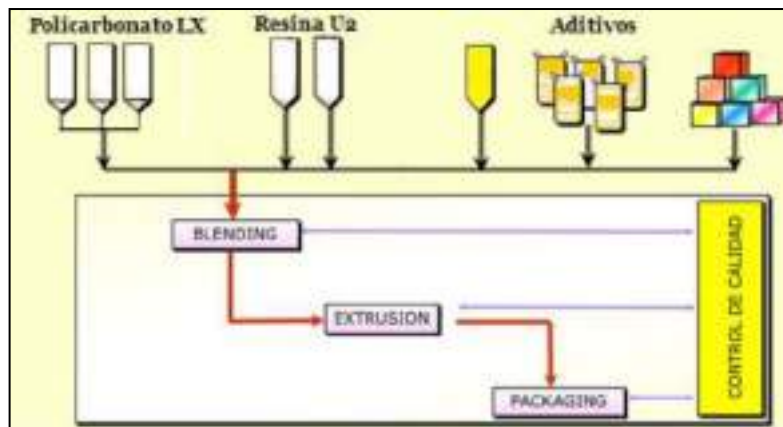 Policarbonato LX
Resina U2
Aditivos
BLENDING
EXTRUSION
PACKAGING
CONTROL DE CALIDAD